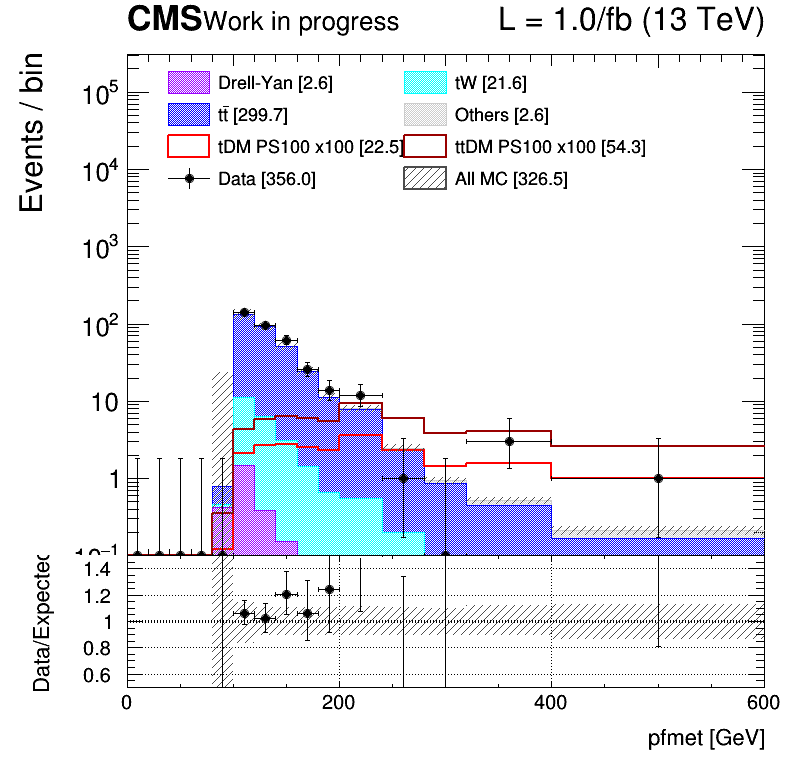 CMS Work in progress L = 1.0/fb (13 TeV)
Events / bin
Drell-Yan [2.6] tW [21.6]
tt̄ [299.7] Others [2.6]
tDM PS100 x100 [22.5] ttDM PS100 x100 [54.3]
Data [356.0] All MC [326.5]
10⁵
10⁴
10³
10²
10
1
10⁻¹
Data/Expected
1.4
1.2
1
0.8
0.6
0 200 400 600
pfmet [GeV]